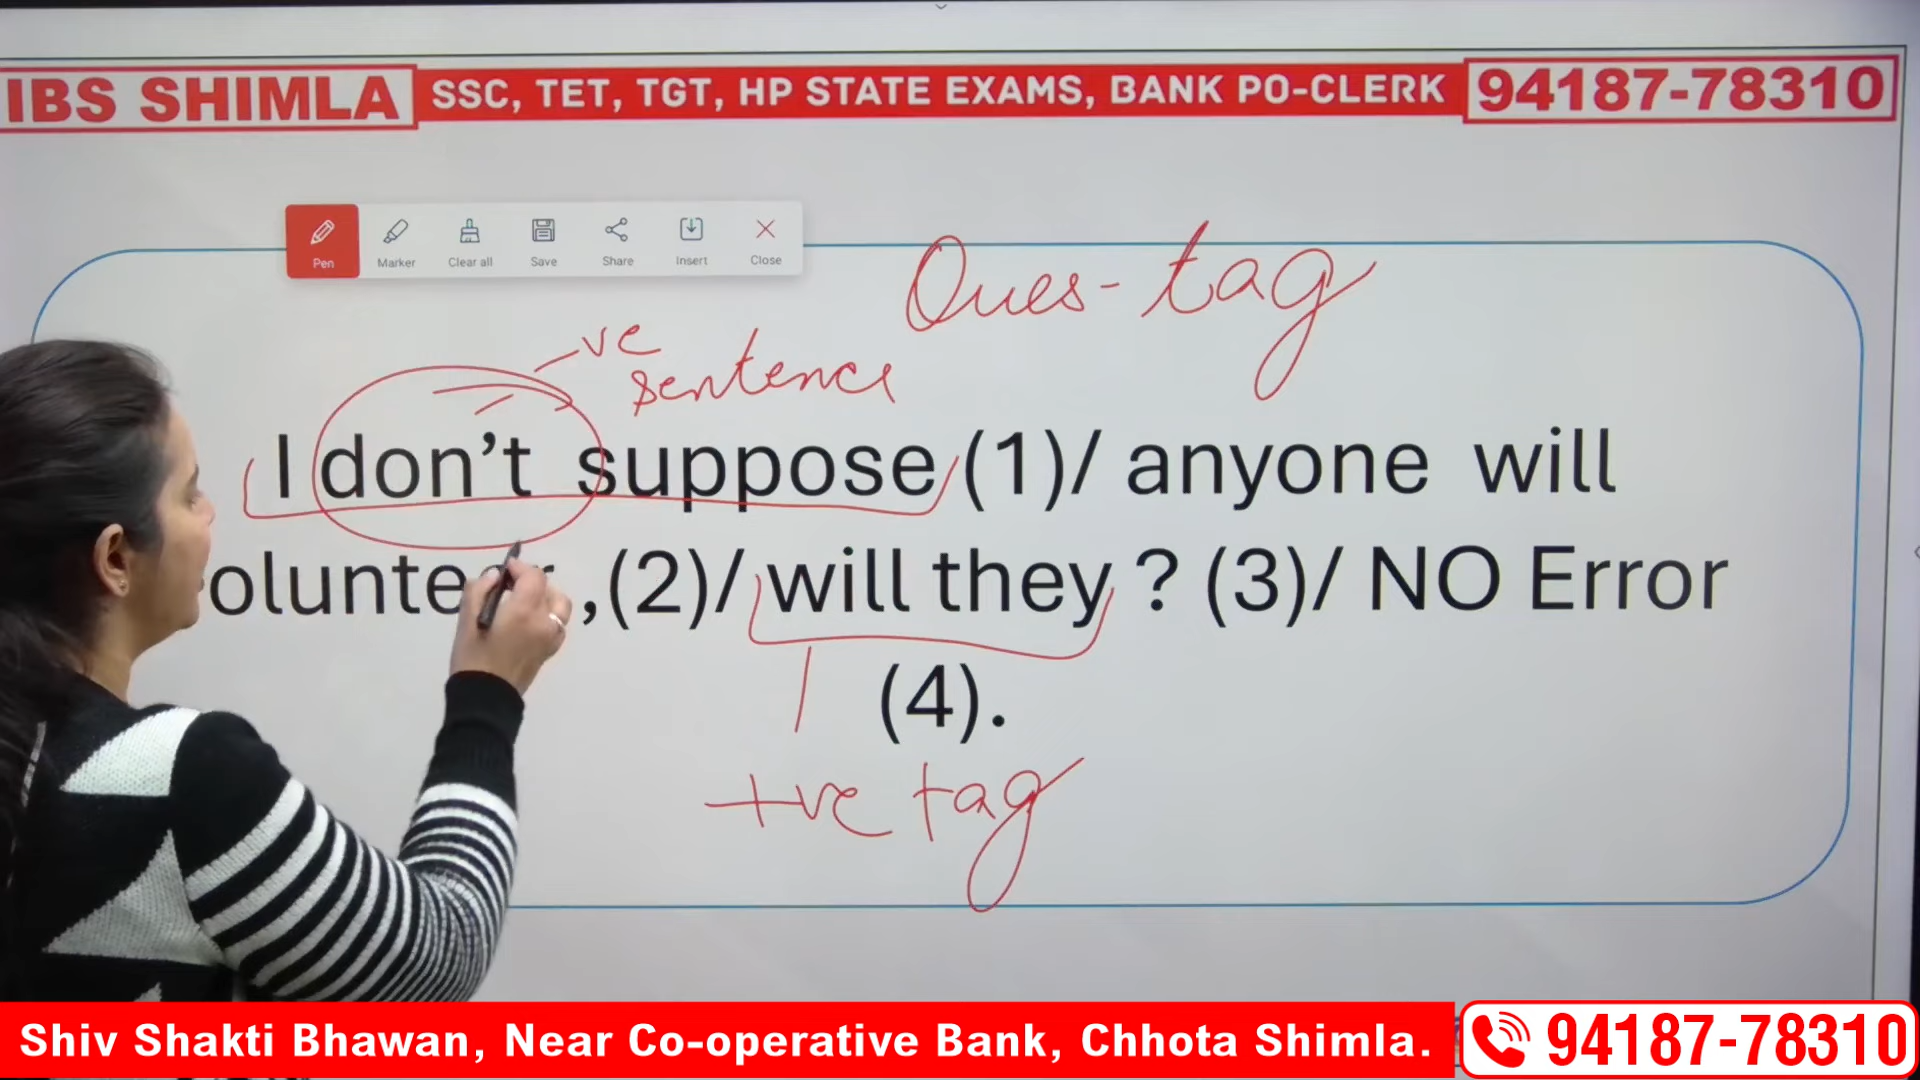 IBS SHIMLA SSC, TET, TGT, HP STATE EXAMS, BANK PO-CLERK 94187-78310
Pen Marker Clear all Save Share Insert Close
Ques-tag
-ve
sentence
I don't suppose (1)/ anyone will
olunteer ,(2)/ will they ? (3)/ NO Error
(4).
+ve tag
Shiv Shakti Bhawan, Near Co-operative Bank, Chhota Shimla. 94187-78310